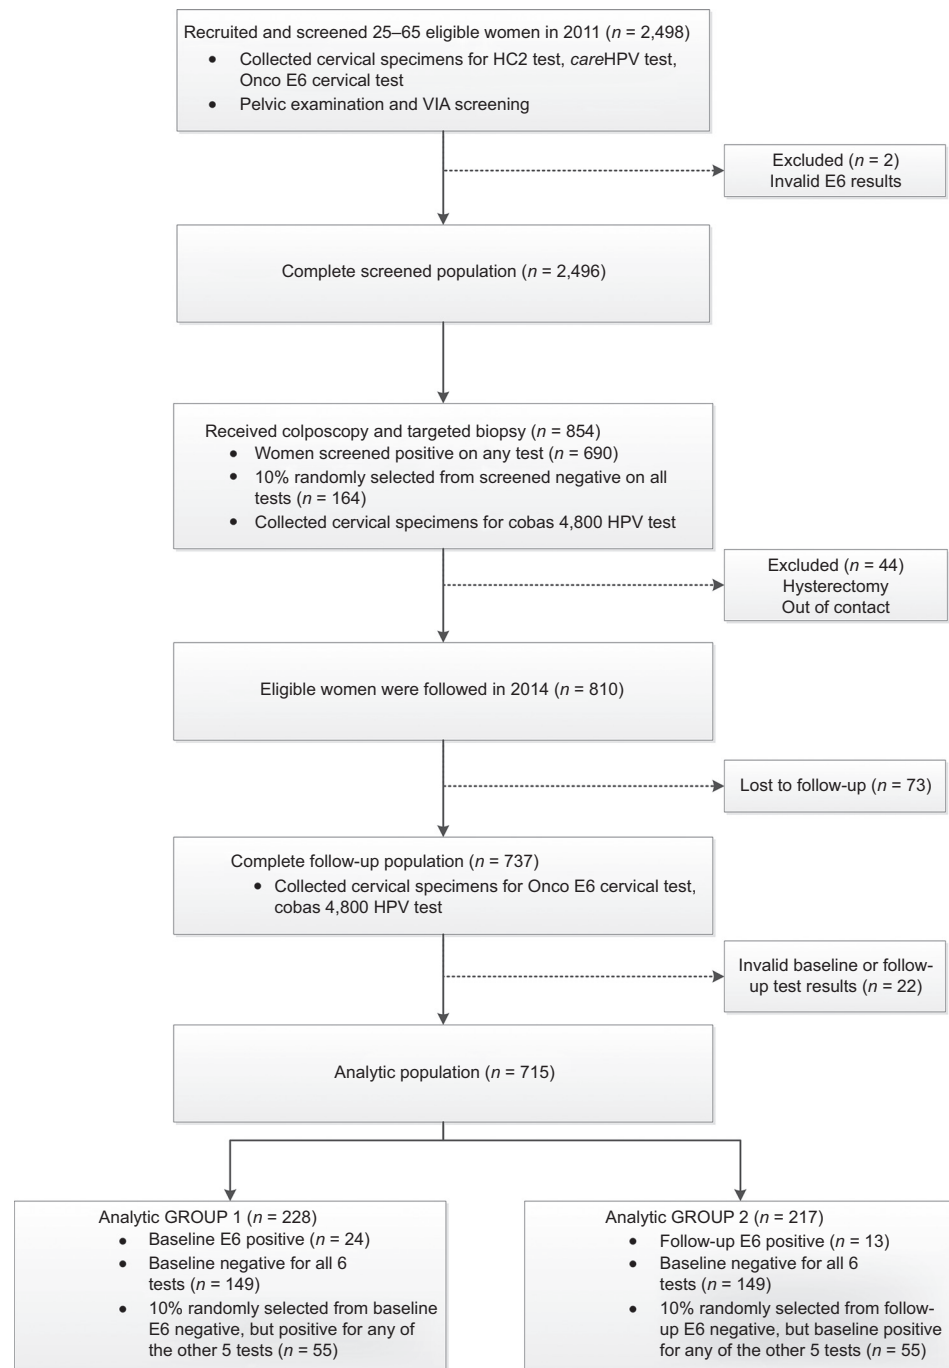 Recruited and screened 25–65 eligible women in 2011 (n = 2,498)
• Collected cervical specimens for HC2 test, careHPV test,
Onco E6 cervical test
• Pelvic examination and VIA screening
Excluded (n = 2)
Invalid E6 results
Complete screened population (n = 2,496)
Received colposcopy and targeted biopsy (n = 854)
• Women screened positive on any test (n = 690)
• 10% randomly selected from screened negative on all
tests (n = 164)
• Collected cervical specimens for cobas 4,800 HPV test
Excluded (n = 44)
Hysterectomy
Out of contact
Eligible women were followed in 2014 (n = 810)
Lost to follow-up (n = 73)
Complete follow-up population (n = 737)
• Collected cervical specimens for Onco E6 cervical test,
cobas 4,800 HPV test
Invalid baseline or follow-
up test results (n = 22)
Analytic population (n = 715)
Analytic GROUP 1 (n = 228)
• Baseline E6 positive (n = 24)
• Baseline negative for all 6
tests (n = 149)
• 10% randomly selected from baseline
E6 negative, but positive for any of
the other 5 tests (n = 55)
Analytic GROUP 2 (n = 217)
• Follow-up E6 positive (n = 13)
• Baseline negative for all 6
tests (n = 149)
• 10% randomly selected from follow-
up E6 negative, but baseline positive
for any of the other 5 tests (n = 55)